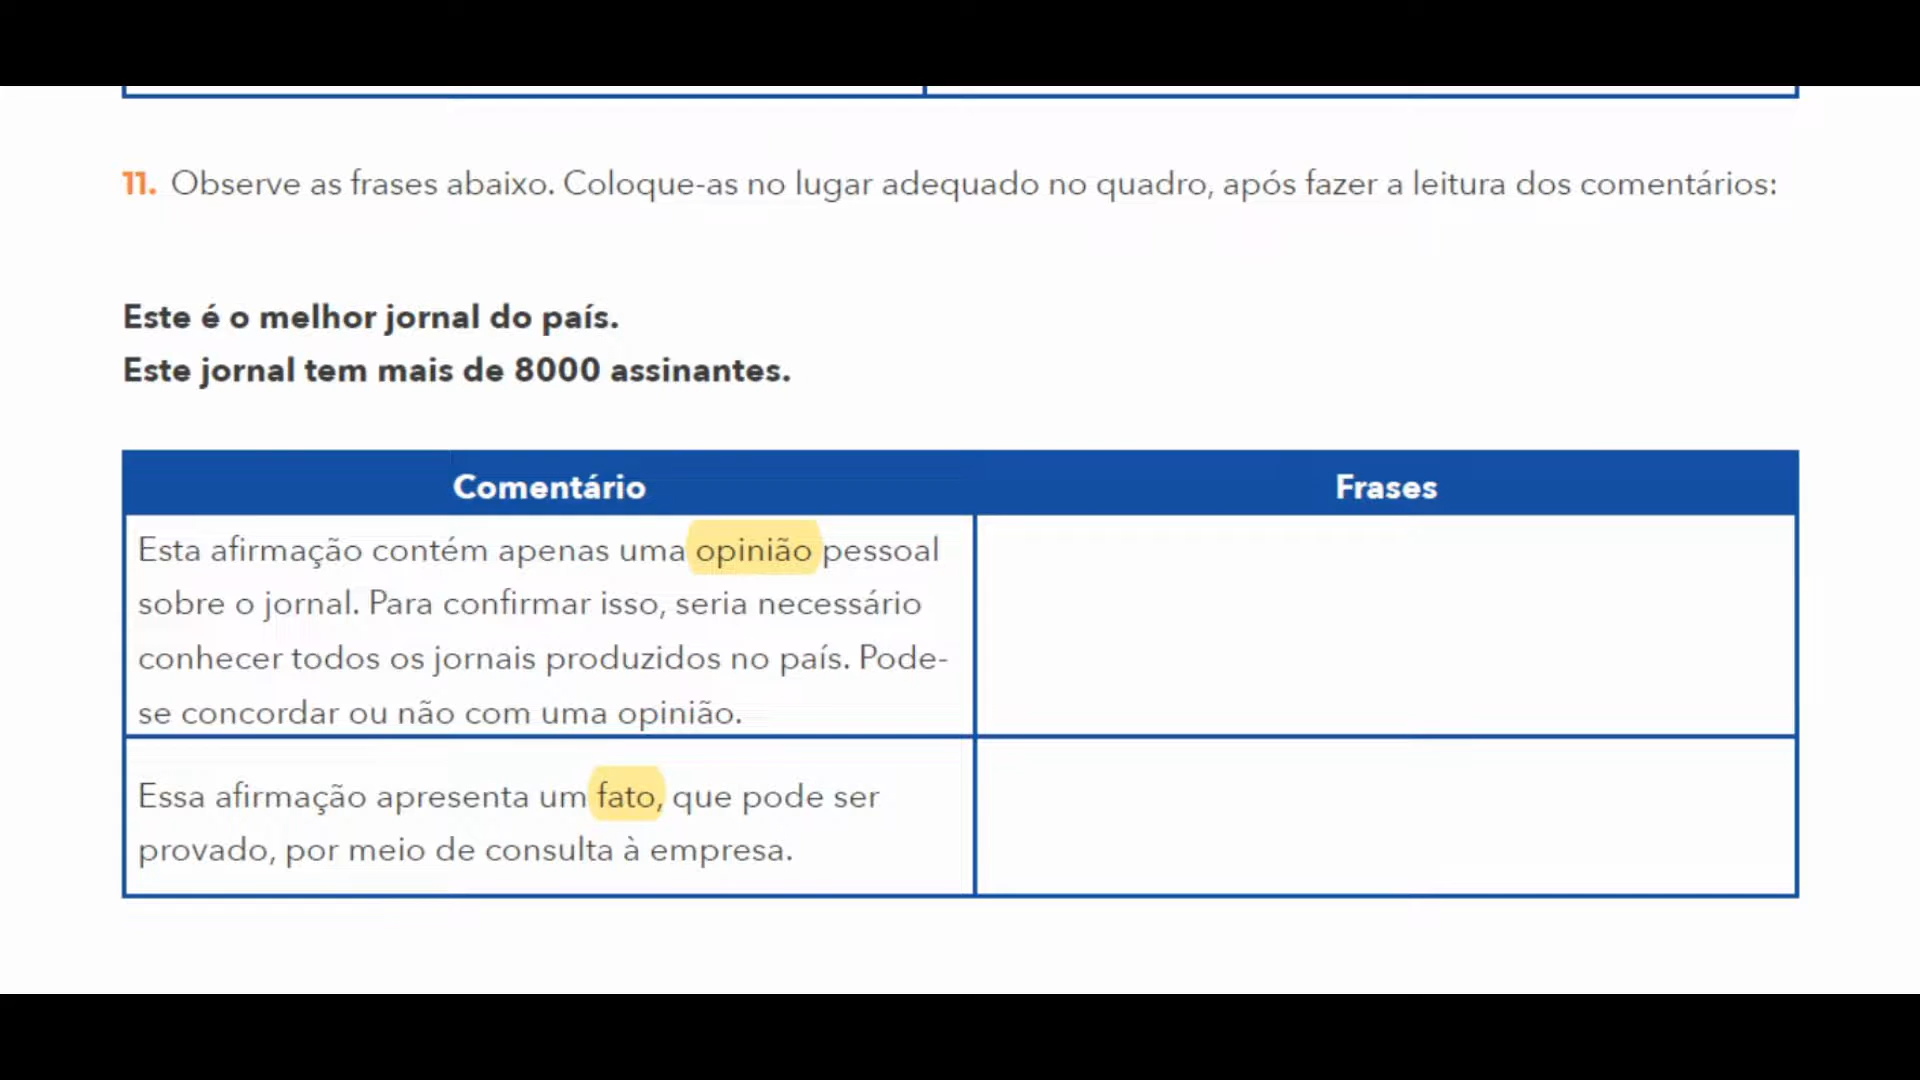 11. Observe as frases abaixo. Coloque-as no lugar adequado no quadro, após fazer a leitura dos comentários:
Este é o melhor jornal do país.
Este jornal tem mais de 8000 assinantes.
Comentário
Frases
Esta afirmação contém apenas uma opinião pessoal
sobre o jornal. Para confirmar isso, seria necessário
conhecer todos os jornais produzidos no país. Pode-
se concordar ou não com uma opinião.
Essa afirmação apresenta um fato, que pode ser
provado, por meio de consulta à empresa.